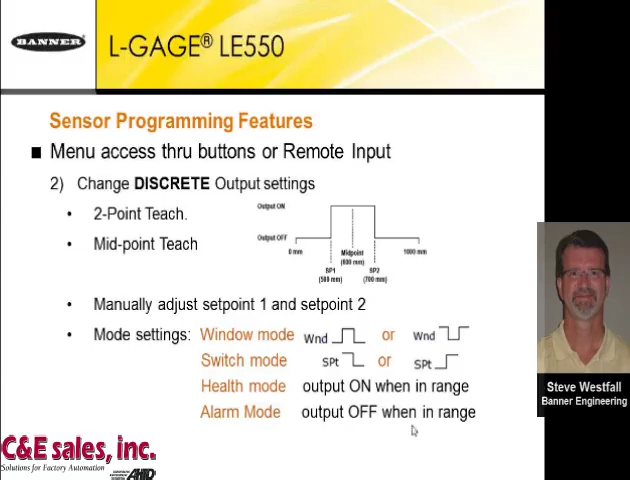 BANNER
L-GAGE® LE550
Sensor Programming Features
Menu access thru buttons or Remote Input
2) Change DISCRETE Output settings
• 2-Point Teach.
• Mid-point Teach
Output ON
Output OFF
0 mm
Midpoint
(600 mm)
1000 mm
SP1
(500 mm)
SP2
(700 mm)
• Manually adjust setpoint 1 and setpoint 2
• Mode settings: Window mode Wnd or Wnd
Switch mode SPt or SPt
Health mode output ON when in range
Alarm Mode output OFF when in range
Steve Westfall
Banner Engineering
C&E sales, inc.
Solutions for Factory Automation
AHTD